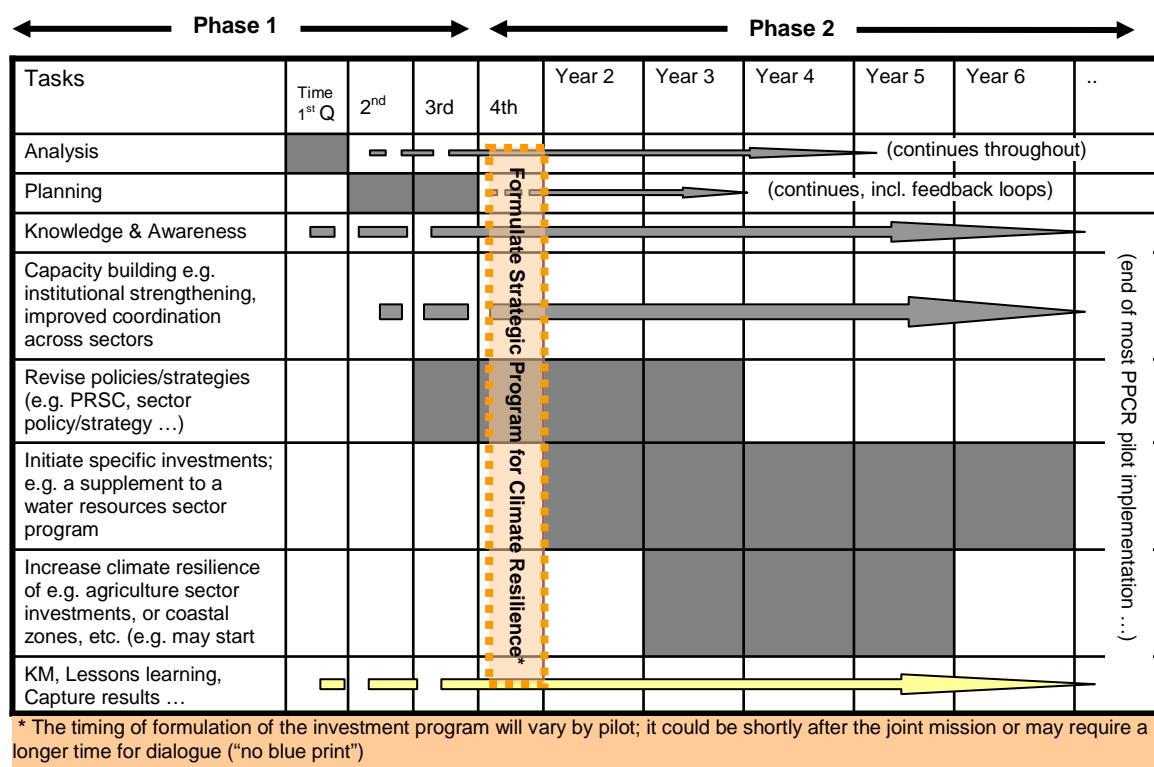 Phase 1 Phase 2
Tasks
Time
1st Q
2nd
3rd
4th
Year 2
Year 3
Year 4
Year 5
Year 6
..
Analysis
(continues throughout)
Planning
(continues, incl. feedback loops)
Knowledge & Awareness
Capacity building e.g.
institutional strengthening,
improved coordination
across sectors
Revise policies/strategies
(e.g. PRSC, sector
policy/strategy …)
Initiate specific investments;
e.g. a supplement to a
water resources sector
program
Increase climate resilience
of e.g. agriculture sector
investments, or coastal
zones, etc. (e.g. may start
KM, Lessons learning,
Capture results …
Formulate Strategic Program for Climate Resilience*
(end of most PPCR pilot implementation …)
* The timing of formulation of the investment program will vary by pilot; it could be shortly after the joint mission or may require a
longer time for dialogue (“no blue print”)